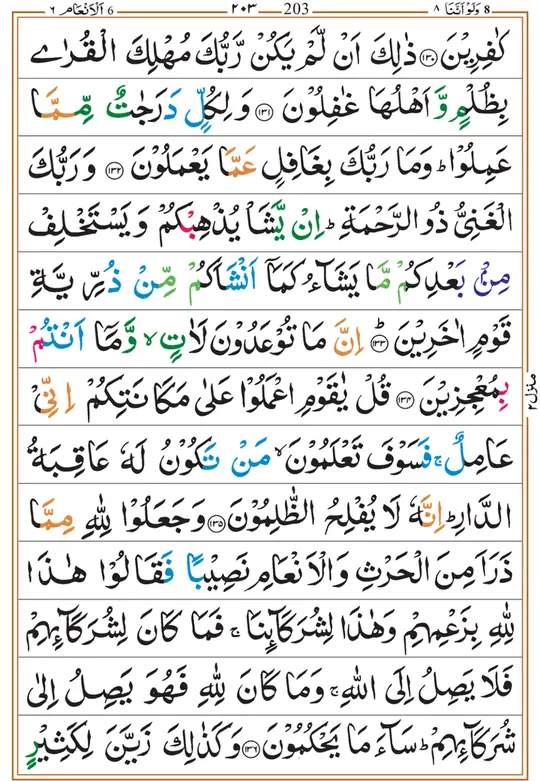 ٦ اَلْاَنْعَام 6 ٢٠٣ 203 وَلَوْ اَنَّنَا ٨ 8
كٰفِرِيْنَ ۝١٣٠ ذٰلِكَ اَنْ لَّمْ يَكُنْ رَّبُّكَ مُهْلِكَ الْقُرٰى
بِظُلْمٍ وَّاَهْلُهَا غٰفِلُوْنَ ۝١٣١ وَلِكُلٍّ دَرَجٰتٌ مِّمَّا
عَمِلُوْا ؕ وَمَا رَبُّكَ بِغَافِلٍ عَمَّا يَعْمَلُوْنَ ۝١٣٢ وَرَبُّكَ
الْغَنِىُّ ذُو الرَّحْمَةِ ؕ اِنْ يَّشَاْ يُذْهِبْكُمْ وَيَسْتَخْلِفْ
مِنْۢ بَعْدِكُمْ مَّا يَشَآءُ كَمَاۤ اَنْشَاَكُمْ مِّنْ ذُرِّيَّةِ
قَوْمٍ اٰخَرِيْنَ ؕ ۝١٣٣ اِنَّ مَا تُوْعَدُوْنَ لَاٰتٍ ۙ وَّمَاۤ اَنْتُمْ
بِمُعْجِزِيْنَ ۝١٣٤ قُلْ يٰقَوْمِ اعْمَلُوْا عَلٰى مَكَانَتِكُمْ اِنِّىْ
عَامِلٌ ۚ فَسَوْفَ تَعْلَمُوْنَ ۙ مَنْ تَكُوْنُ لَهٗ عَاقِبَةُ
الدَّارِ ؕ اِنَّهٗ لَا يُفْلِحُ الظّٰلِمُوْنَ ۝١٣٥ وَجَعَلُوْا لِلّٰهِ مِمَّا
ذَرَاَ مِنَ الْحَرْثِ وَالْاَنْعَامِ نَصِيْبًا فَقَالُوْا هٰذَا
لِلّٰهِ بِزَعْمِهِمْ وَهٰذَا لِشُرَكَآئِنَا ۚ فَمَا كَانَ لِشُرَكَآئِهِمْ
فَلَا يَصِلُ اِلَى اللّٰهِ ۚ وَمَا كَانَ لِلّٰهِ فَهُوَ يَصِلُ اِلٰى
شُرَكَآئِهِمْ ؕ سَآءَ مَا يَحْكُمُوْنَ ۝١٣٦ وَكَذٰلِكَ زَيَّنَ لِكَثِيْرٍ
منزل ٢